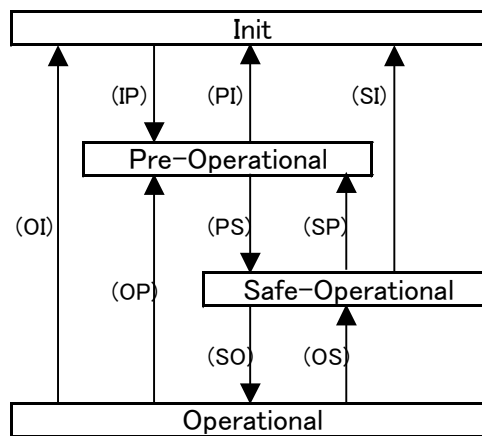 Init
(IP)
(PI)
(SI)
Pre-Operational
(OI)
(PS)
(SP)
(OP)
Safe-Operational
(SO)
(OS)
Operational